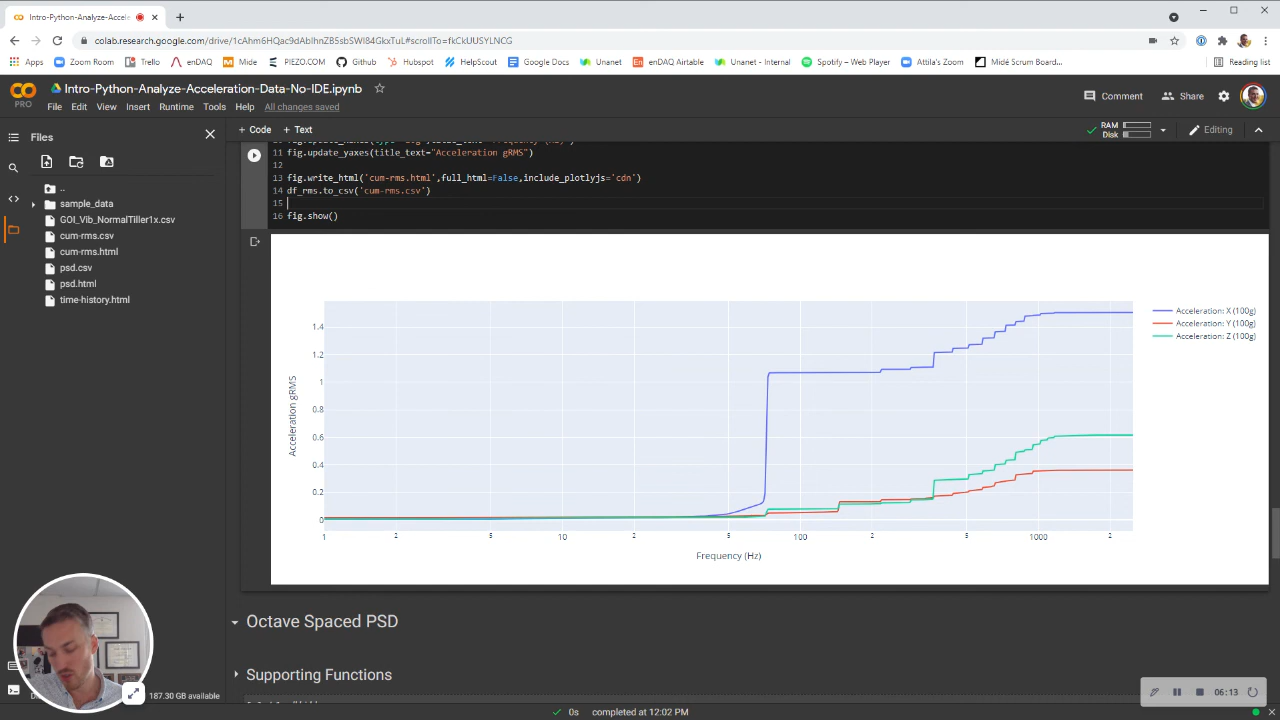 Intro-Python-Analyze-Accele
colab.research.google.com/drive/1cAhm6HQac9dAblhnZB5sbSWl84GkxTuL#scrollTo=fkCkUUSYLNCG
Apps Zoom Room Trello enDAQ Mide PIEZO.COM Github Hubspot HelpScout Google Docs Unanet enDAQ Airtable Unanet - Internal Spotify – Web Player Attila's Zoom Midé Scrum Board... Reading list
CO
PRO
Intro-Python-Analyze-Acceleration-Data-No-IDE.ipynb
File Edit View Insert Runtime Tools Help All changes saved
Comment Share
Files
+ Code + Text
RAM
Disk
Editing
..
sample_data
GOI_Vib_NormalTiller1x.csv
cum-rms.csv
cum-rms.html
psd.csv
psd.html
time-history.html
11 fig.update_yaxes(title_text="Acceleration gRMS")
12
13 fig.write_html('cum-rms.html',full_html=False,include_plotlyjs='cdn')
14 df_rms.to_csv('cum-rms.csv')
15
16 fig.show()
Acceleration: X (100g)
Acceleration: Y (100g)
Acceleration: Z (100g)
1.4
1.2
1
0.8
0.6
0.4
0.2
0
Acceleration gRMS
1 2 5 10 2 5 100 2 5 1000 2
Frequency (Hz)
Octave Spaced PSD
Supporting Functions
187.30 GB available
06:13
0s completed at 12:02 PM